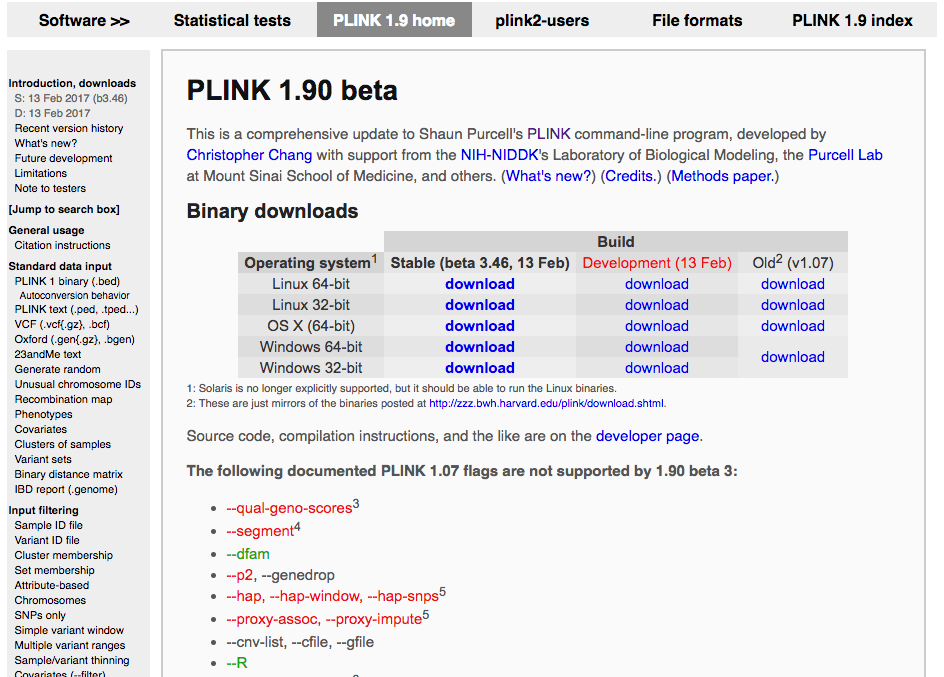 Software >> Statistical tests PLINK 1.9 home plink2-users File formats PLINK 1.9 index
Introduction, downloads
S: 13 Feb 2017 (b3.46)
D: 13 Feb 2017
Recent version history
What's new?
Future development
Limitations
Note to testers
[Jump to search box]
General usage
Citation instructions
Standard data input
PLINK 1 binary (.bed)
Autoconversion behavior
PLINK text (.ped, .tped...)
VCF (.vcf{.gz}, .bcf)
Oxford (.gen{.gz}, .bgen)
23andMe text
Generate random
Unusual chromosome IDs
Recombination map
Phenotypes
Covariates
Clusters of samples
Variant sets
Binary distance matrix
IBD report (.genome)
Input filtering
Sample ID file
Variant ID file
Cluster membership
Set membership
Attribute-based
Chromosomes
SNPs only
Simple variant window
Multiple variant ranges
Sample/variant thinning
Covariates (--filter)
PLINK 1.90 beta
This is a comprehensive update to Shaun Purcell's PLINK command-line program, developed by
Christopher Chang with support from the NIH-NIDDK's Laboratory of Biological Modeling, the Purcell Lab
at Mount Sinai School of Medicine, and others. (What's new?) (Credits.) (Methods paper.)
Binary downloads
Build
Operating system1 Stable (beta 3.46, 13 Feb) Development (13 Feb) Old2 (v1.07)
Linux 64-bit download download download
Linux 32-bit download download download
OS X (64-bit) download download download
Windows 64-bit download download download
Windows 32-bit download download
1: Solaris is no longer explicitly supported, but it should be able to run the Linux binaries.
2: These are just mirrors of the binaries posted at http://zzz.bwh.harvard.edu/plink/download.shtml.
Source code, compilation instructions, and the like are on the developer page.
The following documented PLINK 1.07 flags are not supported by 1.90 beta 3:
• --qual-geno-scores3
• --segment4
• --dfam
• --p2, --genedrop
• --hap, --hap-window, --hap-snps5
• --proxy-assoc, --proxy-impute5
• --cnv-list, --cfile, --gfile
• --R